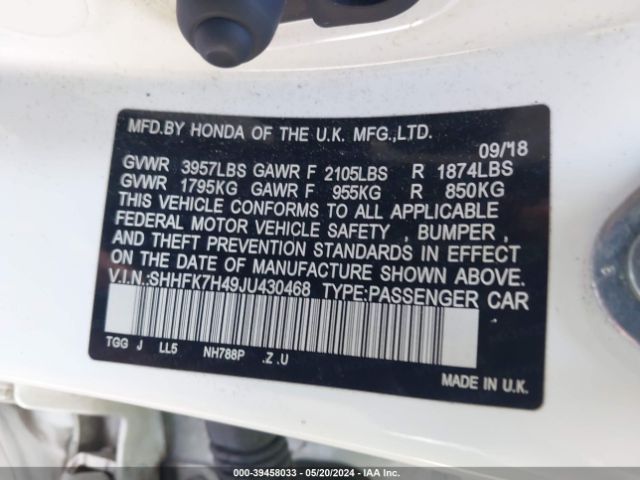 MFD.BY HONDA OF THE U.K. MFG.,LTD.
09/18
GVWR 3957LBS GAWR F 2105LBS R 1874LBS
GVWR 1795KG GAWR F 955KG R 850KG
THIS VEHICLE CONFORMS TO ALL APPLICABLE
FEDERAL MOTOR VEHICLE SAFETY , BUMPER ,
AND THEFT PREVENTION STANDARDS IN EFFECT
ON THE DATE OF MANUFACTURE SHOWN ABOVE.
V.I.N.:SHHFK7H49JU430468 TYPE:PASSENGER CAR
TGG J LL5 NH788P .Z .U
MADE IN U.K.
000-39458033 - 05/20/2024 - IAA Inc.